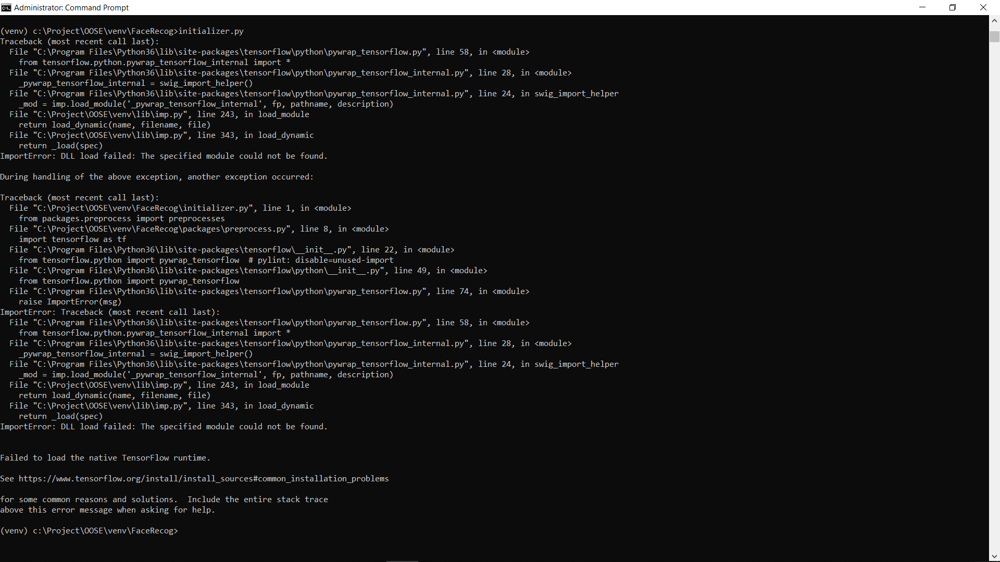 Administrator: Command Prompt
(venv) c:\Project\OOSE\venv\FaceRecog>initializer.py
Traceback (most recent call last):
  File "C:\Program Files\Python36\lib\site-packages\tensorflow\python\pywrap_tensorflow.py", line 58, in <module>
    from tensorflow.python.pywrap_tensorflow_internal import *
  File "C:\Program Files\Python36\lib\site-packages\tensorflow\python\pywrap_tensorflow_internal.py", line 28, in <module>
    _pywrap_tensorflow_internal = swig_import_helper()
  File "C:\Program Files\Python36\lib\site-packages\tensorflow\python\pywrap_tensorflow_internal.py", line 24, in swig_import_helper
    _mod = imp.load_module('_pywrap_tensorflow_internal', fp, pathname, description)
  File "C:\Project\OOSE\venv\lib\imp.py", line 243, in load_module
    return load_dynamic(name, filename, file)
  File "C:\Project\OOSE\venv\lib\imp.py", line 343, in load_dynamic
    return _load(spec)
ImportError: DLL load failed: The specified module could not be found.

During handling of the above exception, another exception occurred:

Traceback (most recent call last):
  File "C:\Project\OOSE\venv\FaceRecog\initializer.py", line 1, in <module>
    from packages.preprocess import preprocesses
  File "C:\Project\OOSE\venv\FaceRecog\packages\preprocess.py", line 8, in <module>
    import tensorflow as tf
  File "C:\Program Files\Python36\lib\site-packages\tensorflow\__init__.py", line 22, in <module>
    from tensorflow.python import pywrap_tensorflow  # pylint: disable=unused-import
  File "C:\Program Files\Python36\lib\site-packages\tensorflow\python\__init__.py", line 49, in <module>
    from tensorflow.python import pywrap_tensorflow
  File "C:\Program Files\Python36\lib\site-packages\tensorflow\python\pywrap_tensorflow.py", line 74, in <module>
    raise ImportError(msg)
ImportError: Traceback (most recent call last):
  File "C:\Program Files\Python36\lib\site-packages\tensorflow\python\pywrap_tensorflow.py", line 58, in <module>
    from tensorflow.python.pywrap_tensorflow_internal import *
  File "C:\Program Files\Python36\lib\site-packages\tensorflow\python\pywrap_tensorflow_internal.py", line 28, in <module>
    _pywrap_tensorflow_internal = swig_import_helper()
  File "C:\Program Files\Python36\lib\site-packages\tensorflow\python\pywrap_tensorflow_internal.py", line 24, in swig_import_helper
    _mod = imp.load_module('_pywrap_tensorflow_internal', fp, pathname, description)
  File "C:\Project\OOSE\venv\lib\imp.py", line 243, in load_module
    return load_dynamic(name, filename, file)
  File "C:\Project\OOSE\venv\lib\imp.py", line 343, in load_dynamic
    return _load(spec)
ImportError: DLL load failed: The specified module could not be found.

Failed to load the native TensorFlow runtime.

See https://www.tensorflow.org/install/install_sources#common_installation_problems

for some common reasons and solutions.  Include the entire stack trace
above this error message when asking for help.

(venv) c:\Project\OOSE\venv\FaceRecog>